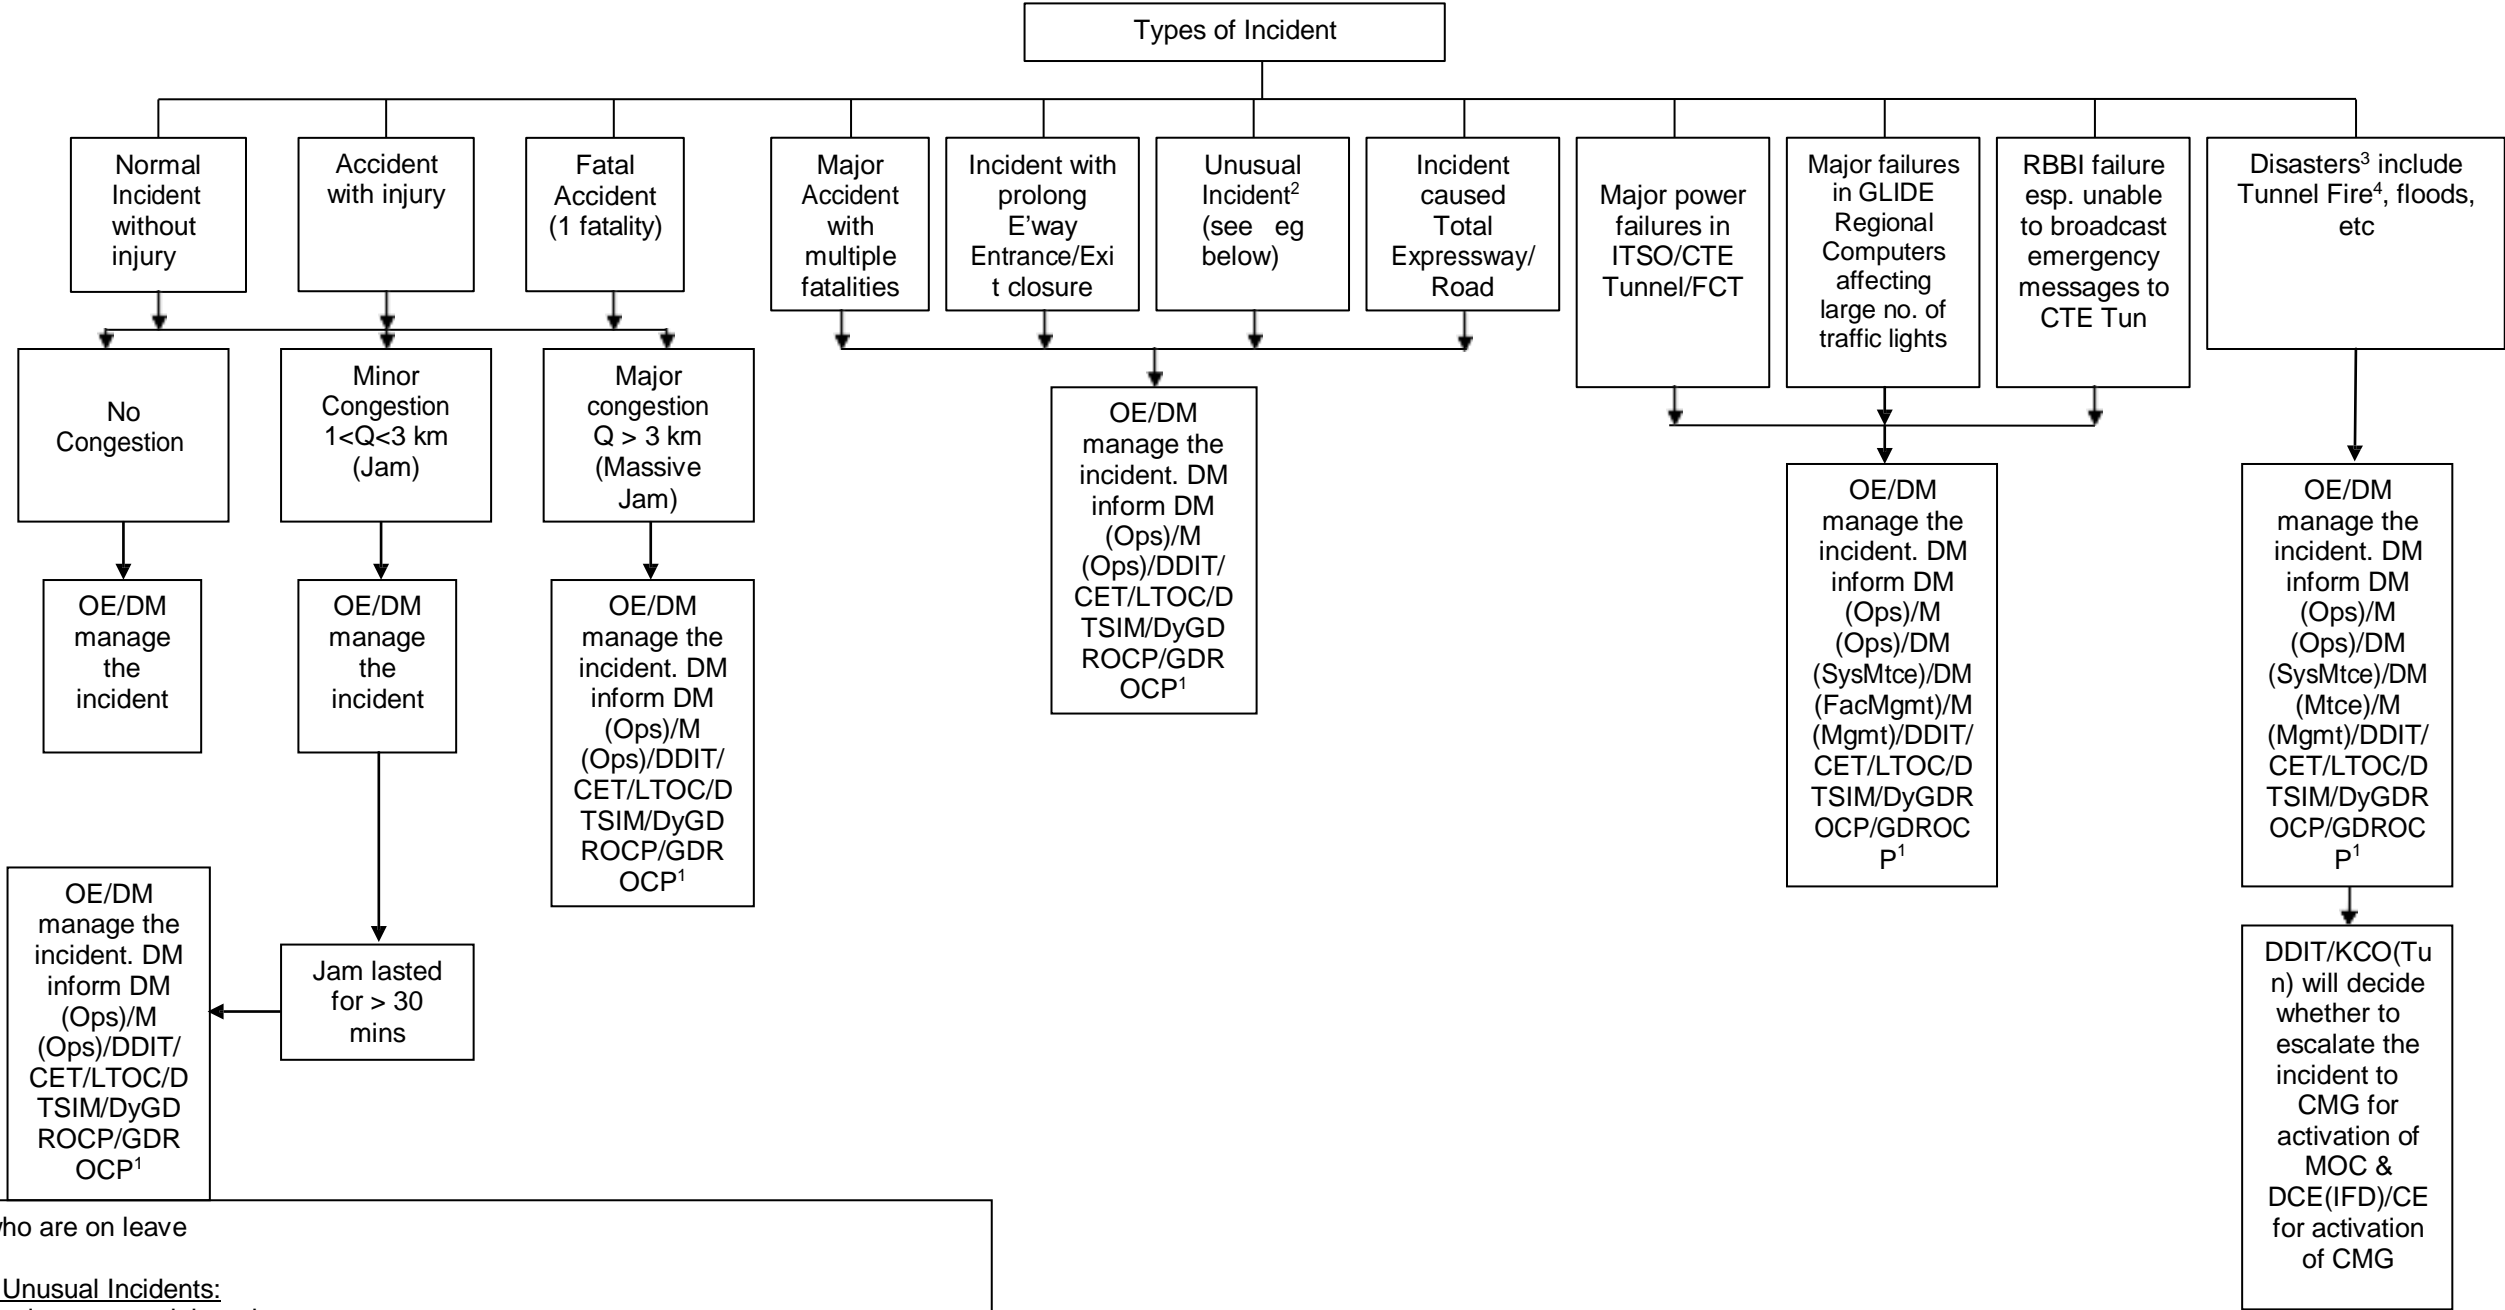 Types of Incident
Normal
Incident
without
injury
Accident
with injury
Fatal
Accident
(1 fatality)
Major
Accident
with
multiple
fatalities
Incident with
prolong
E’way
Entrance/Exi
t closure
Unusual
Incident2
(see eg
below)
Incident
caused
Total
Expressway/
Road
Major power
failures in
ITSO/CTE
Tunnel/FCT
Major failures
in GLIDE
Regional
Computers
affecting
large no. of
traffic lights
RBBI failure
esp. unable
to broadcast
emergency
messages to
CTE Tun
Disasters3 include
Tunnel Fire4, floods,
etc
No
Congestion
Minor
Congestion
1<Q<3 km
(Jam)
Major
congestion
Q > 3 km
(Massive
Jam)
OE/DM
manage
the
incident
OE/DM
manage
the
incident
OE/DM
manage the
incident. DM
inform DM
(Ops)/M
(Ops)/DDIT/
CET/LTOC/D
TSIM/DyGD
ROCP/GDR
OCP1
OE/DM
manage the
incident. DM
inform DM
(Ops)/M
(Ops)/DDIT/
CET/LTOC/D
TSIM/DyGD
ROCP/GDR
OCP1
OE/DM
manage the
incident. DM
inform DM
(Ops)/M
(Ops)/DM
(SysMtce)/DM
(FacMgmt)/M
(Mgmt)/DDIT/
CET/LTOC/D
TSIM/DyGDR
OCP/GDROC
P1
OE/DM
manage the
incident. DM
inform DM
(Ops)/M
(Ops)/DM
(SysMtce)/DM
(Mtce)/M
(Mgmt)/DDIT/
CET/LTOC/D
TSIM/DyGDR
OCP/GDROC
P1
Jam lasted
for > 30
mins
OE/DM
manage the
incident. DM
inform DM
(Ops)/M
(Ops)/DDIT/
CET/LTOC/D
TSIM/DyGD
ROCP/GDR
OCP1
DDIT/KCO(Tu
n) will decide
whether to
escalate the
incident to
CMG for
activation of
MOC &
DCE(IFD)/CE
for activation
of CMG
who are on leave
Unusual Incidents: